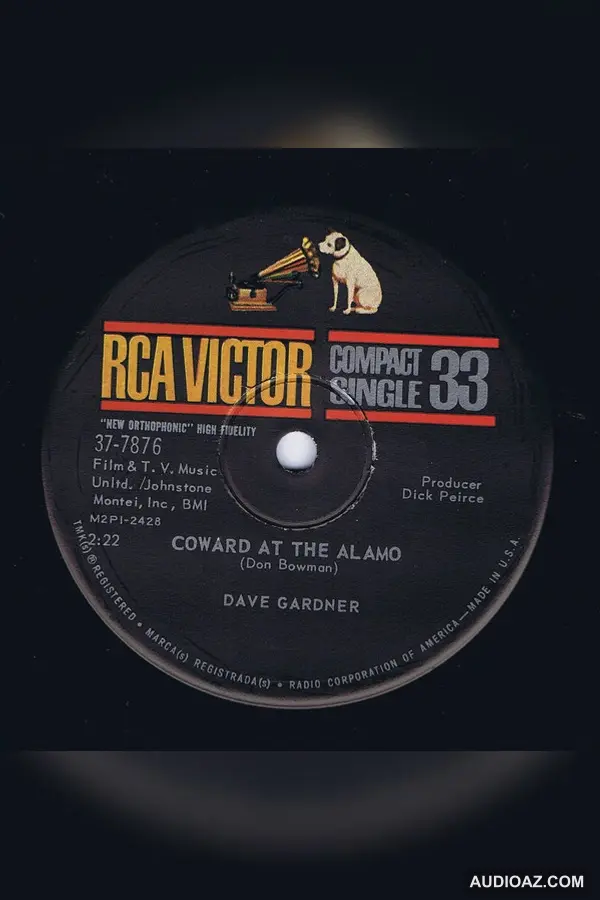 RCA VICTOR
COMPACT
SINGLE 33
"NEW ORTHOPHONIC" HIGH FIDELITY
37-7876
Film & T. V. Music
Unltd. /Johnstone
Montei, Inc, BMI
M2PI-2428
2:22
Producer
Dick Peirce
COWARD AT THE ALAMO
(Don Bowman)
DAVE GARDNER
TMK(s) ® REGISTERED • MARCA(s) REGISTRADA(s) • RADIO CORPORATION OF AMERICA—MADE IN U.S.A.
AUDIOAZ.COM